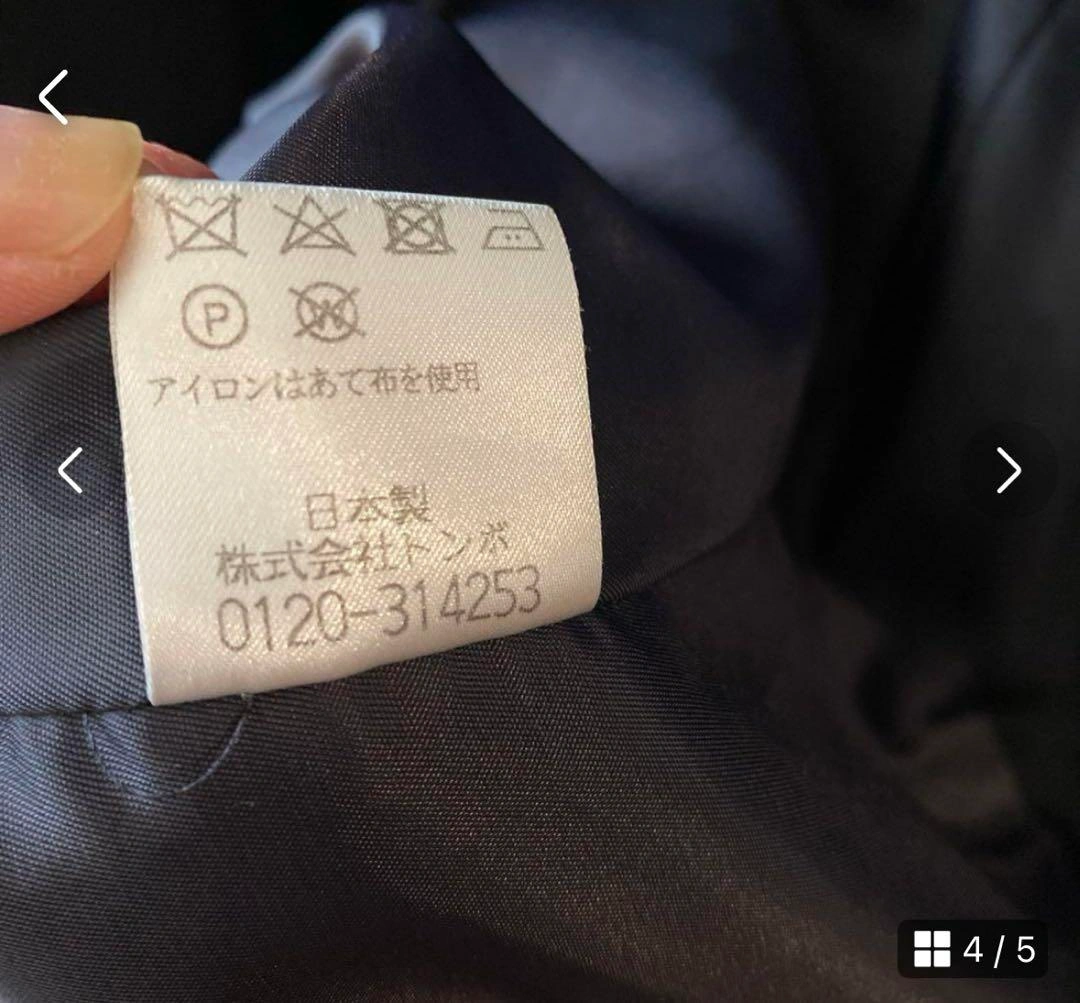 P W
アイロンはあて布を使用
日本製
株式会社トンボ
0120-314253
4 / 5